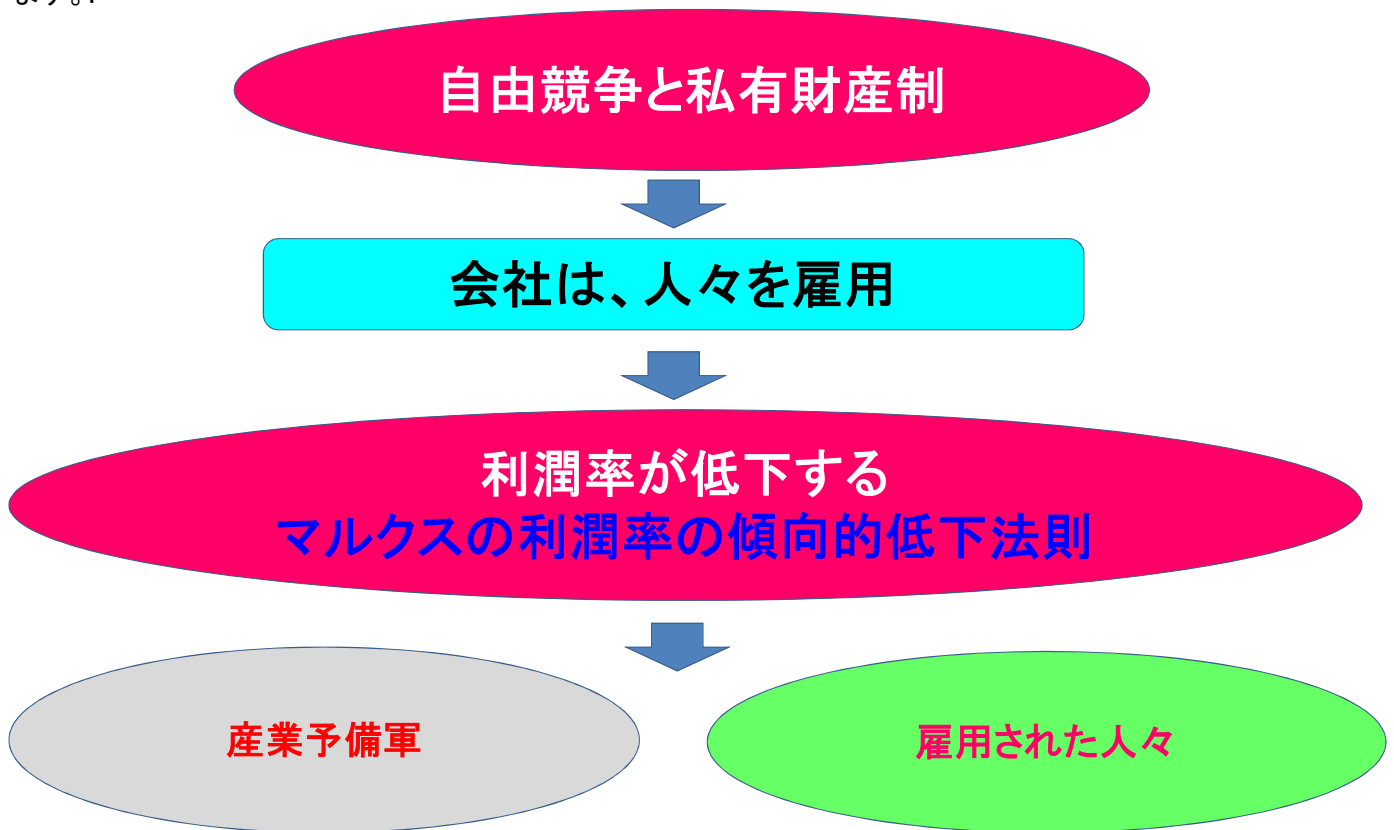 ます。.
自由競争と私有財産制
会社は、人々を雇用
利潤率が低下する
マルクスの利潤率の傾向的低下法則
産業予備軍
雇用された人々